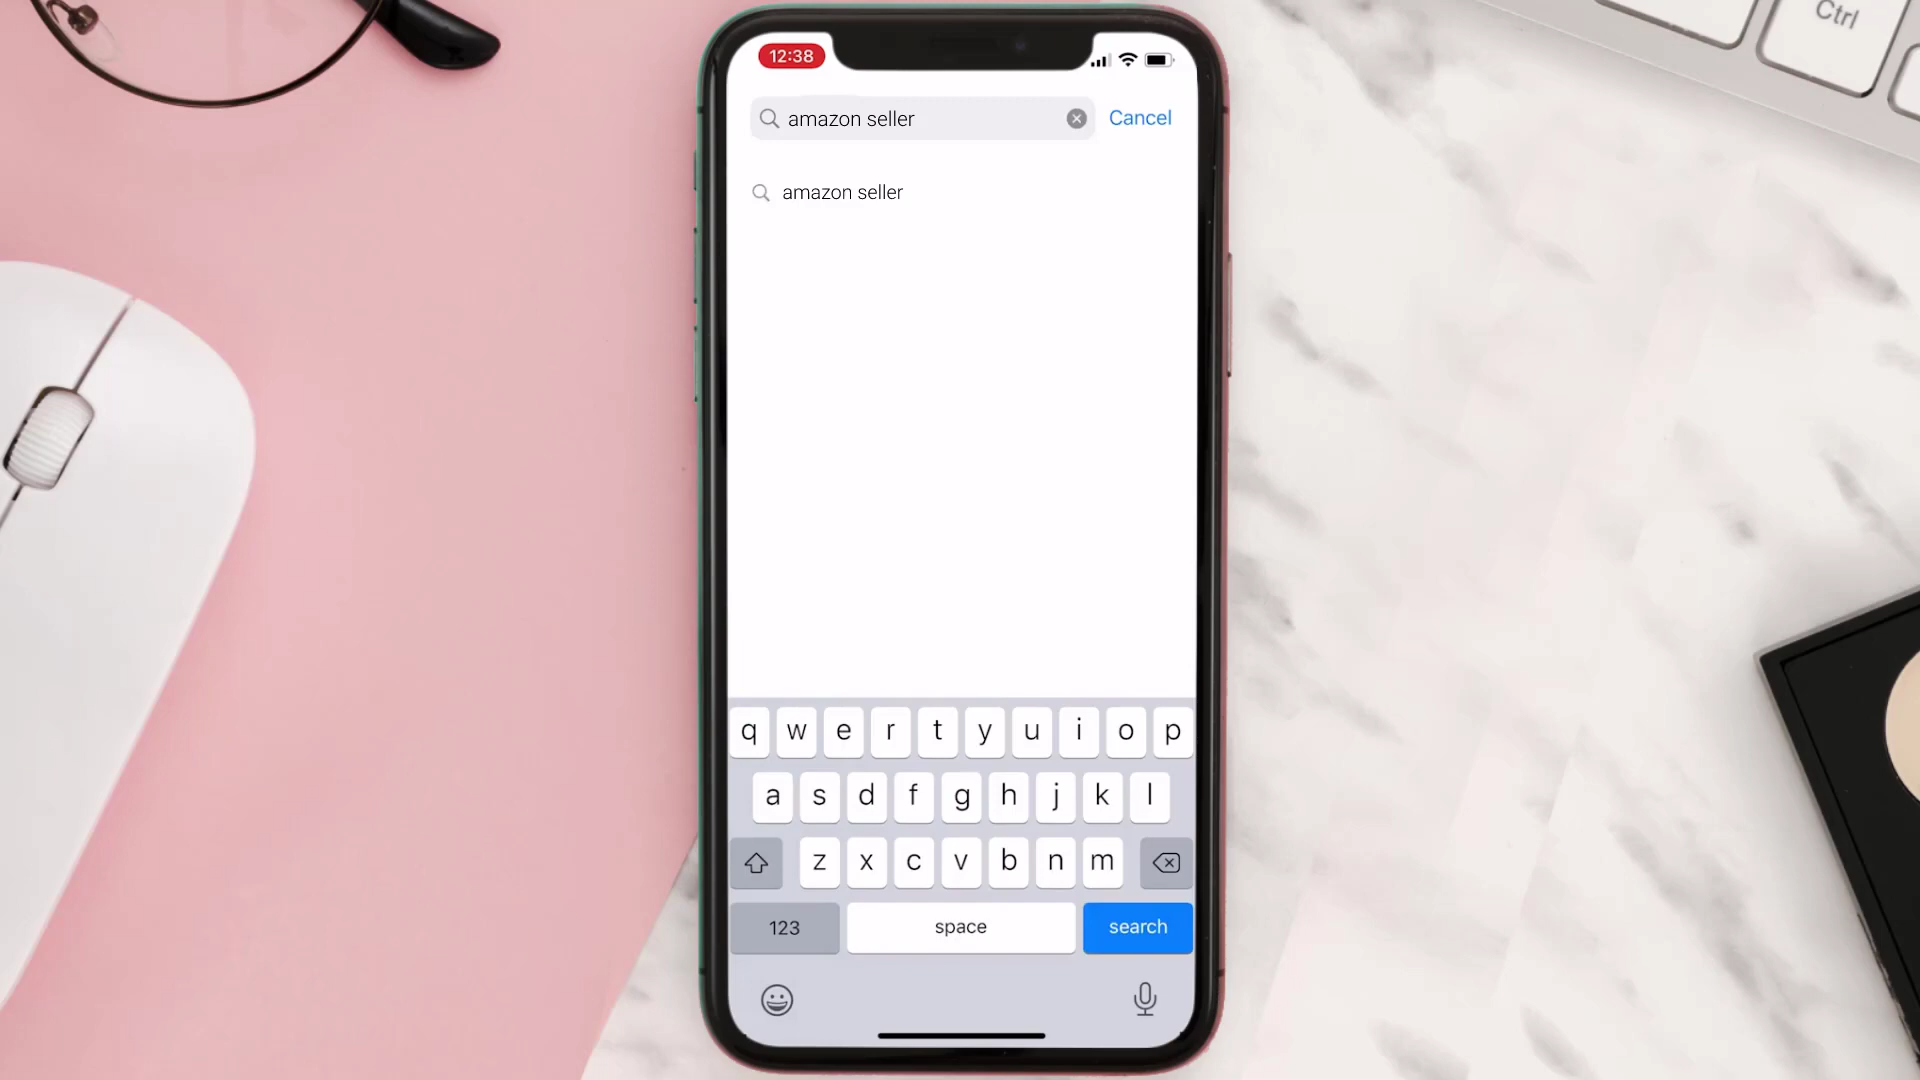 Ctrl
12:38
amazon seller
Cancel
amazon seller
q w e r t y u i o p
a s d f g h j k l
z x c v b n m
123 space search